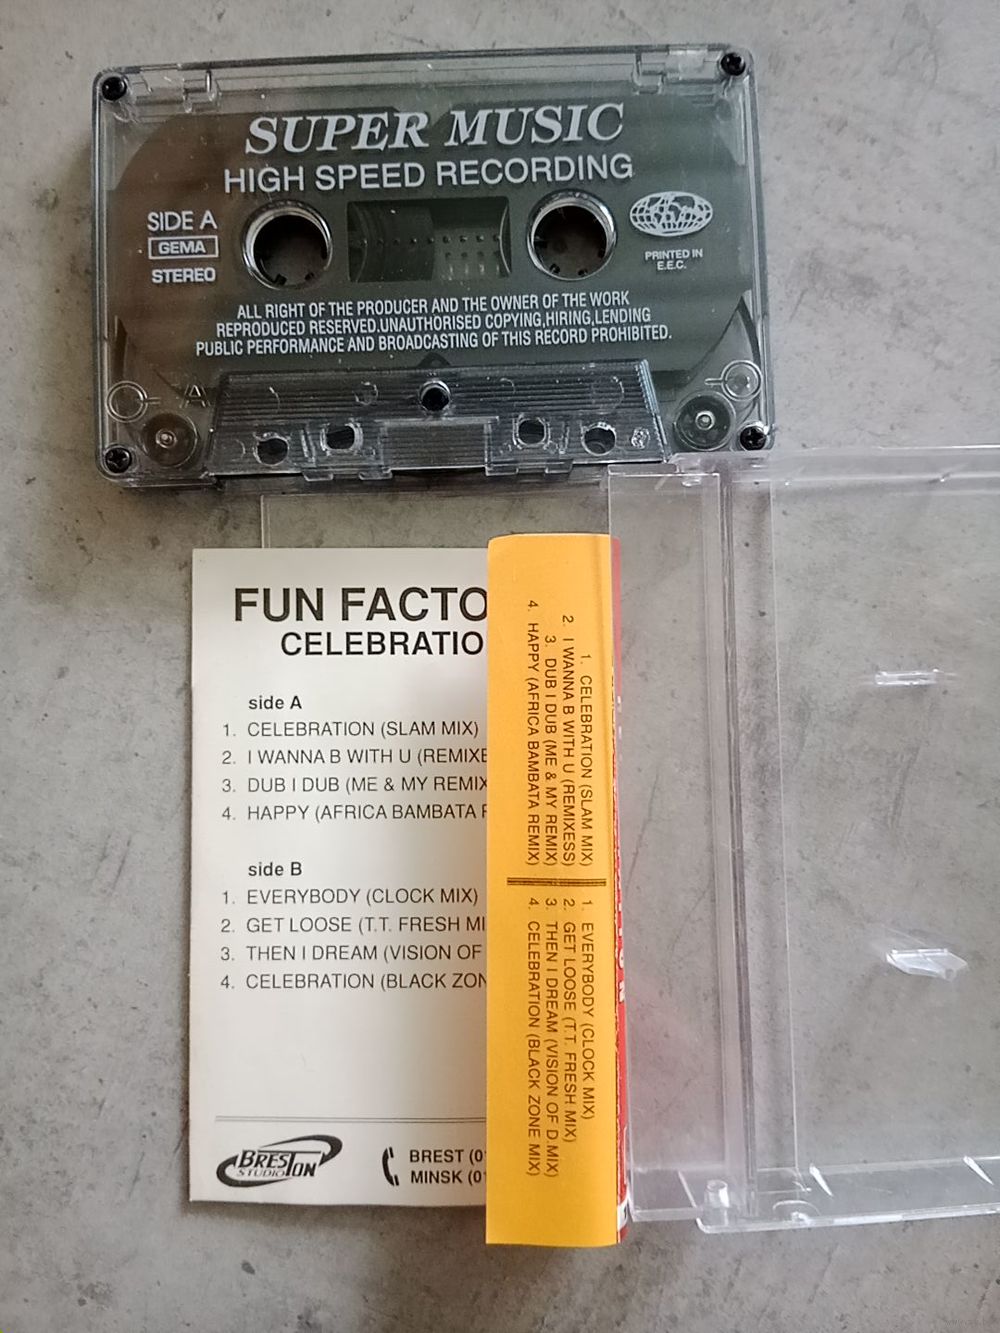 SUPER MUSIC
HIGH SPEED RECORDING
SIDE A
GEMA
STEREO
PRINTED IN
E.E.C.
ALL RIGHT OF THE PRODUCER AND THE OWNER OF THE WORK
REPRODUCED RESERVED.UNAUTHORISED COPYING,HIRING,LENDING
PUBLIC PERFORMANCE AND BROADCASTING OF THIS RECORD PROHIBITED.
A
FUN FACTO
CELEBRATIO
side A
1. CELEBRATION (SLAM MIX)
2. I WANNA B WITH U (REMIXE
3. DUB I DUB (ME & MY REMIX
4. HAPPY (AFRICA BAMBATA R
side B
1. EVERYBODY (CLOCK MIX)
2. GET LOOSE (T.T. FRESH MI
3. THEN I DREAM (VISION OF
4. CELEBRATION (BLACK ZON
BRESTON
STUDIO
BREST (01
MINSK (01
1. CELEBRATION (SLAM MIX)
2. I WANNA B WITH U (REMIXESS)
3. DUB I DUB (ME & MY REMIX)
4. HAPPY (AFRICA BAMBATA REMIX)
1. EVERYBODY (CLOCK MIX)
2. GET LOOSE (T.T. FRESH MIX)
3. THEN I DREAM (VISION OF D.MIX)
4. CELEBRATION (BLACK ZONE MIX)